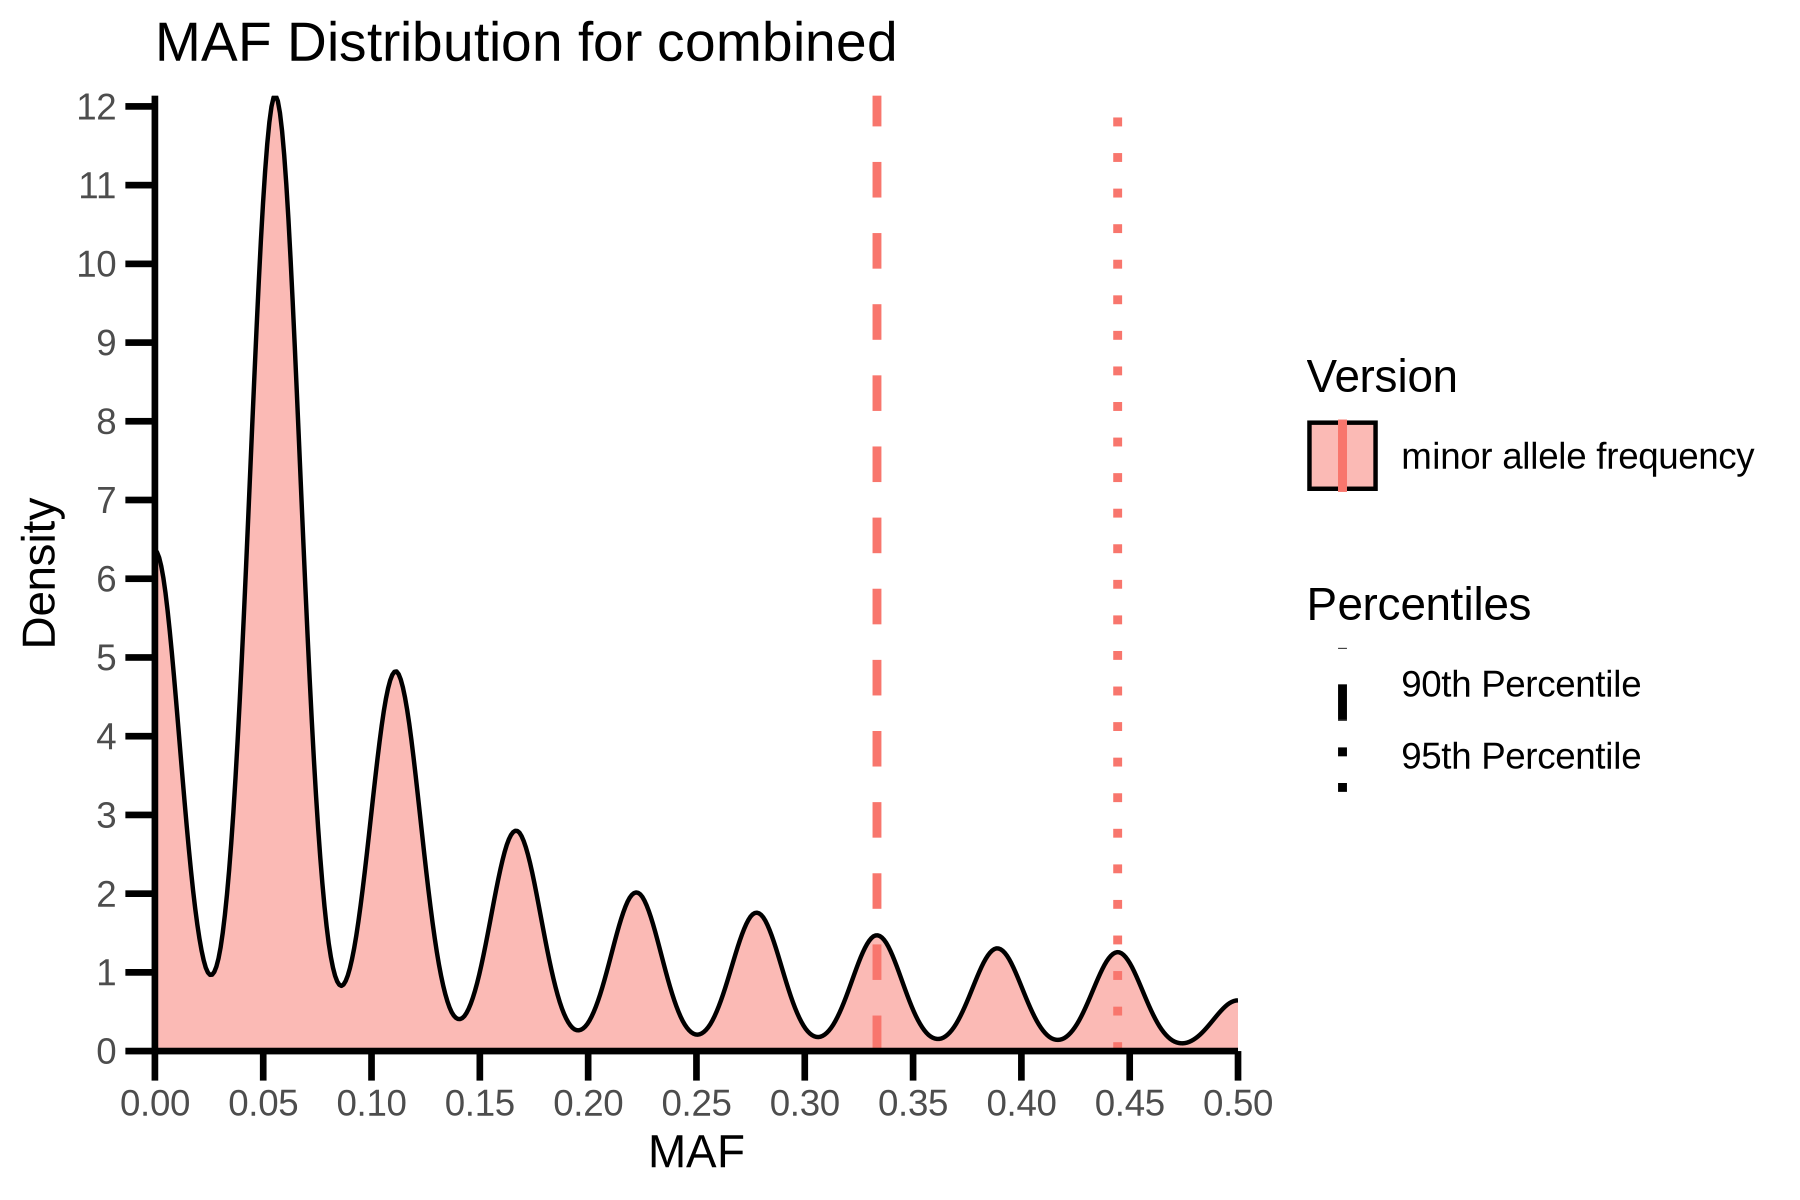 MAF Distribution for combined
12
11
10
9
8
7
6
5
4
3
2
1
0
Density
0.00 0.05 0.10 0.15 0.20 0.25 0.30 0.35 0.40 0.45 0.50
MAF
Version
minor allele frequency
Percentiles
90th Percentile
95th Percentile